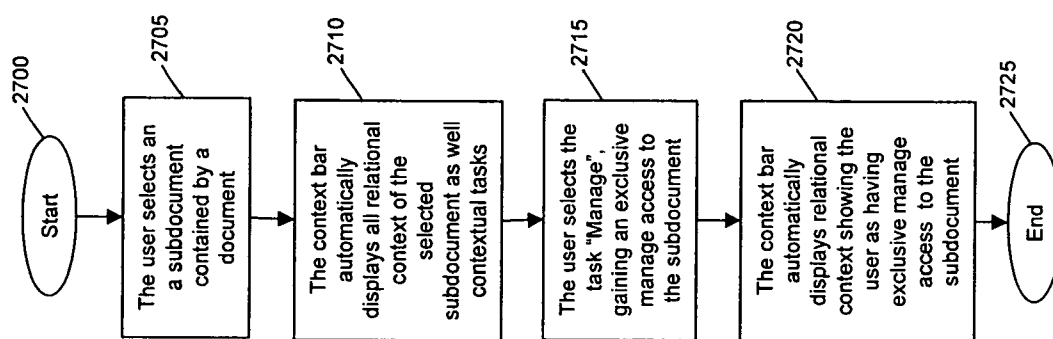 2700
Start
2705
The user selects an
a subdocument
contained by a
document
2710
The context bar
automatically
displays all relational
context of the
selected
subdocument as well
contextual tasks
2715
The user selects the
task “Manage”,
gaining an exclusive
manage access to
the subdocument
2720
The context bar
automatically
displays relational
context showing the
user as having
exclusive manage
access to the
subdocument
2725
End